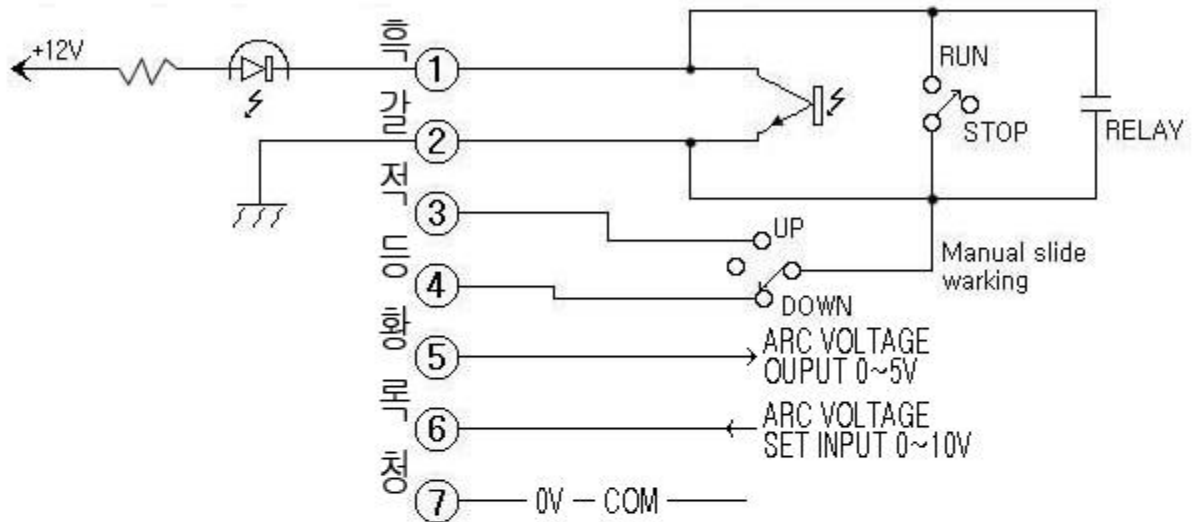 +12V
흑
①
갈
②
적
③
등
④
황
⑤
록
⑥
청
⑦
RUN
STOP
RELAY
UP
DOWN
Manual slide
warking
ARC VOLTAGE
OUPUT 0~5V
ARC VOLTAGE
SET INPUT 0~10V
0V — COM